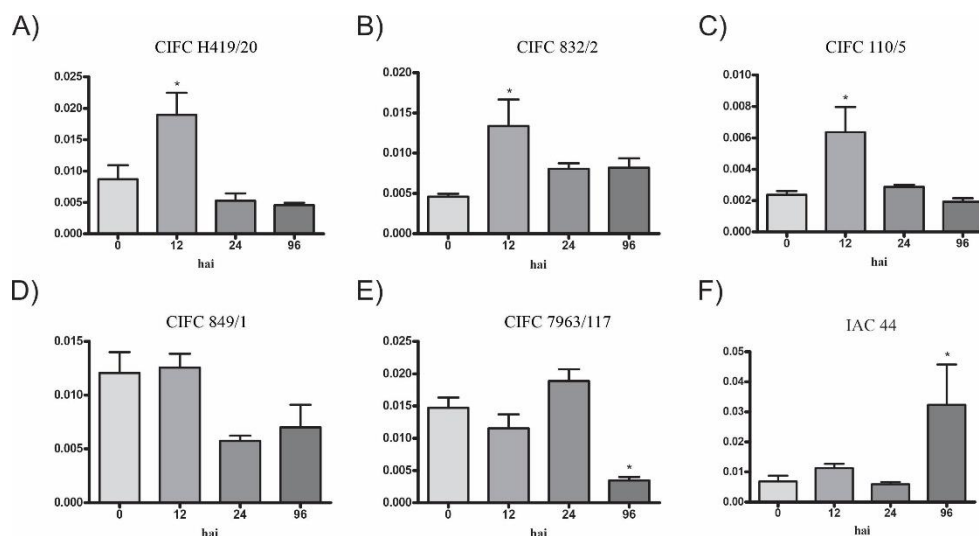 A)
CIFC H419/20
0.025
0.020
0.015
0.010
0.005
0.000
*
0 12 24 96
hai
B)
CIFC 832/2
0.020
0.015
0.010
0.005
0.000
*
0 12 24 96
hai
C)
CIFC 110/5
0.010
0.008
0.006
0.004
0.002
0.000
*
0 12 24 96
hai
D)
CIFC 849/1
0.015
0.010
0.005
0.000
0 12 24 96
hai
E)
CIFC 7963/117
0.025
0.020
0.015
0.010
0.005
0.000
*
0 12 24 96
hai
F)
IAC 44
0.05
0.04
0.03
0.02
0.01
0.00
*
0 12 24 96
hai